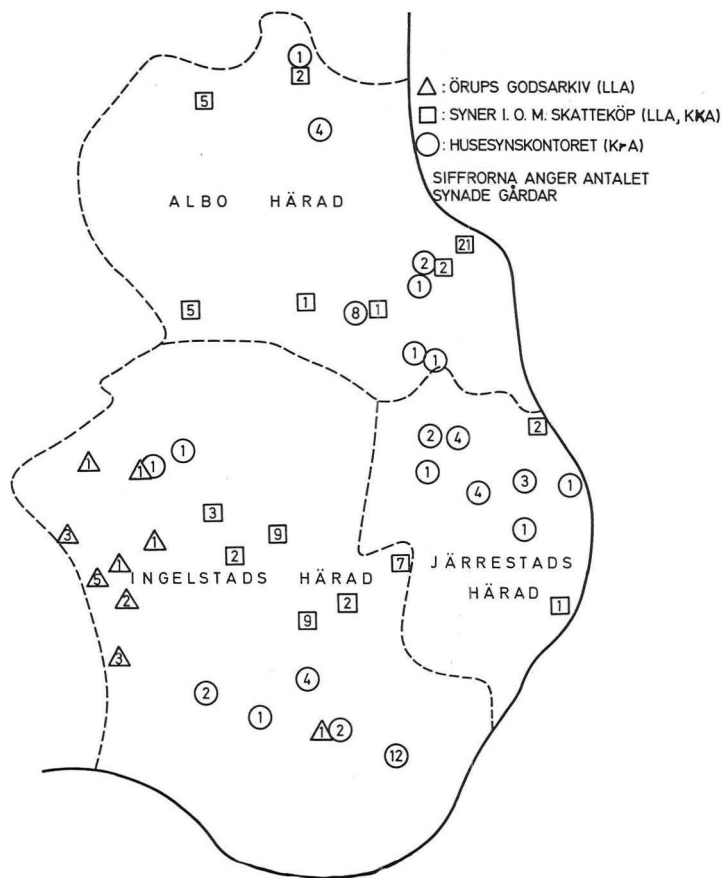 1
2
5
4
△ : ÖRUPS GODSARKIV (LLA)
□ : SYNER I. O. M. SKATTEKÖP (LLA, KKA)
○ : HUSESYNSKONTORET (KrA)
SIFFRORNA ANGER ANTALET
SYNADE GÅRDAR
ALBO HÄRAD
21
2 2
1
5 1 8 1
1 1
2
2 4
1 1 1 1
1 4 3 1
3 9 1
3 1 2
1 7 JÄRRESTADS
5 INGELSTADS HÄRAD
2 2 HÄRAD 1
9
3
4
2
1 1 2
12